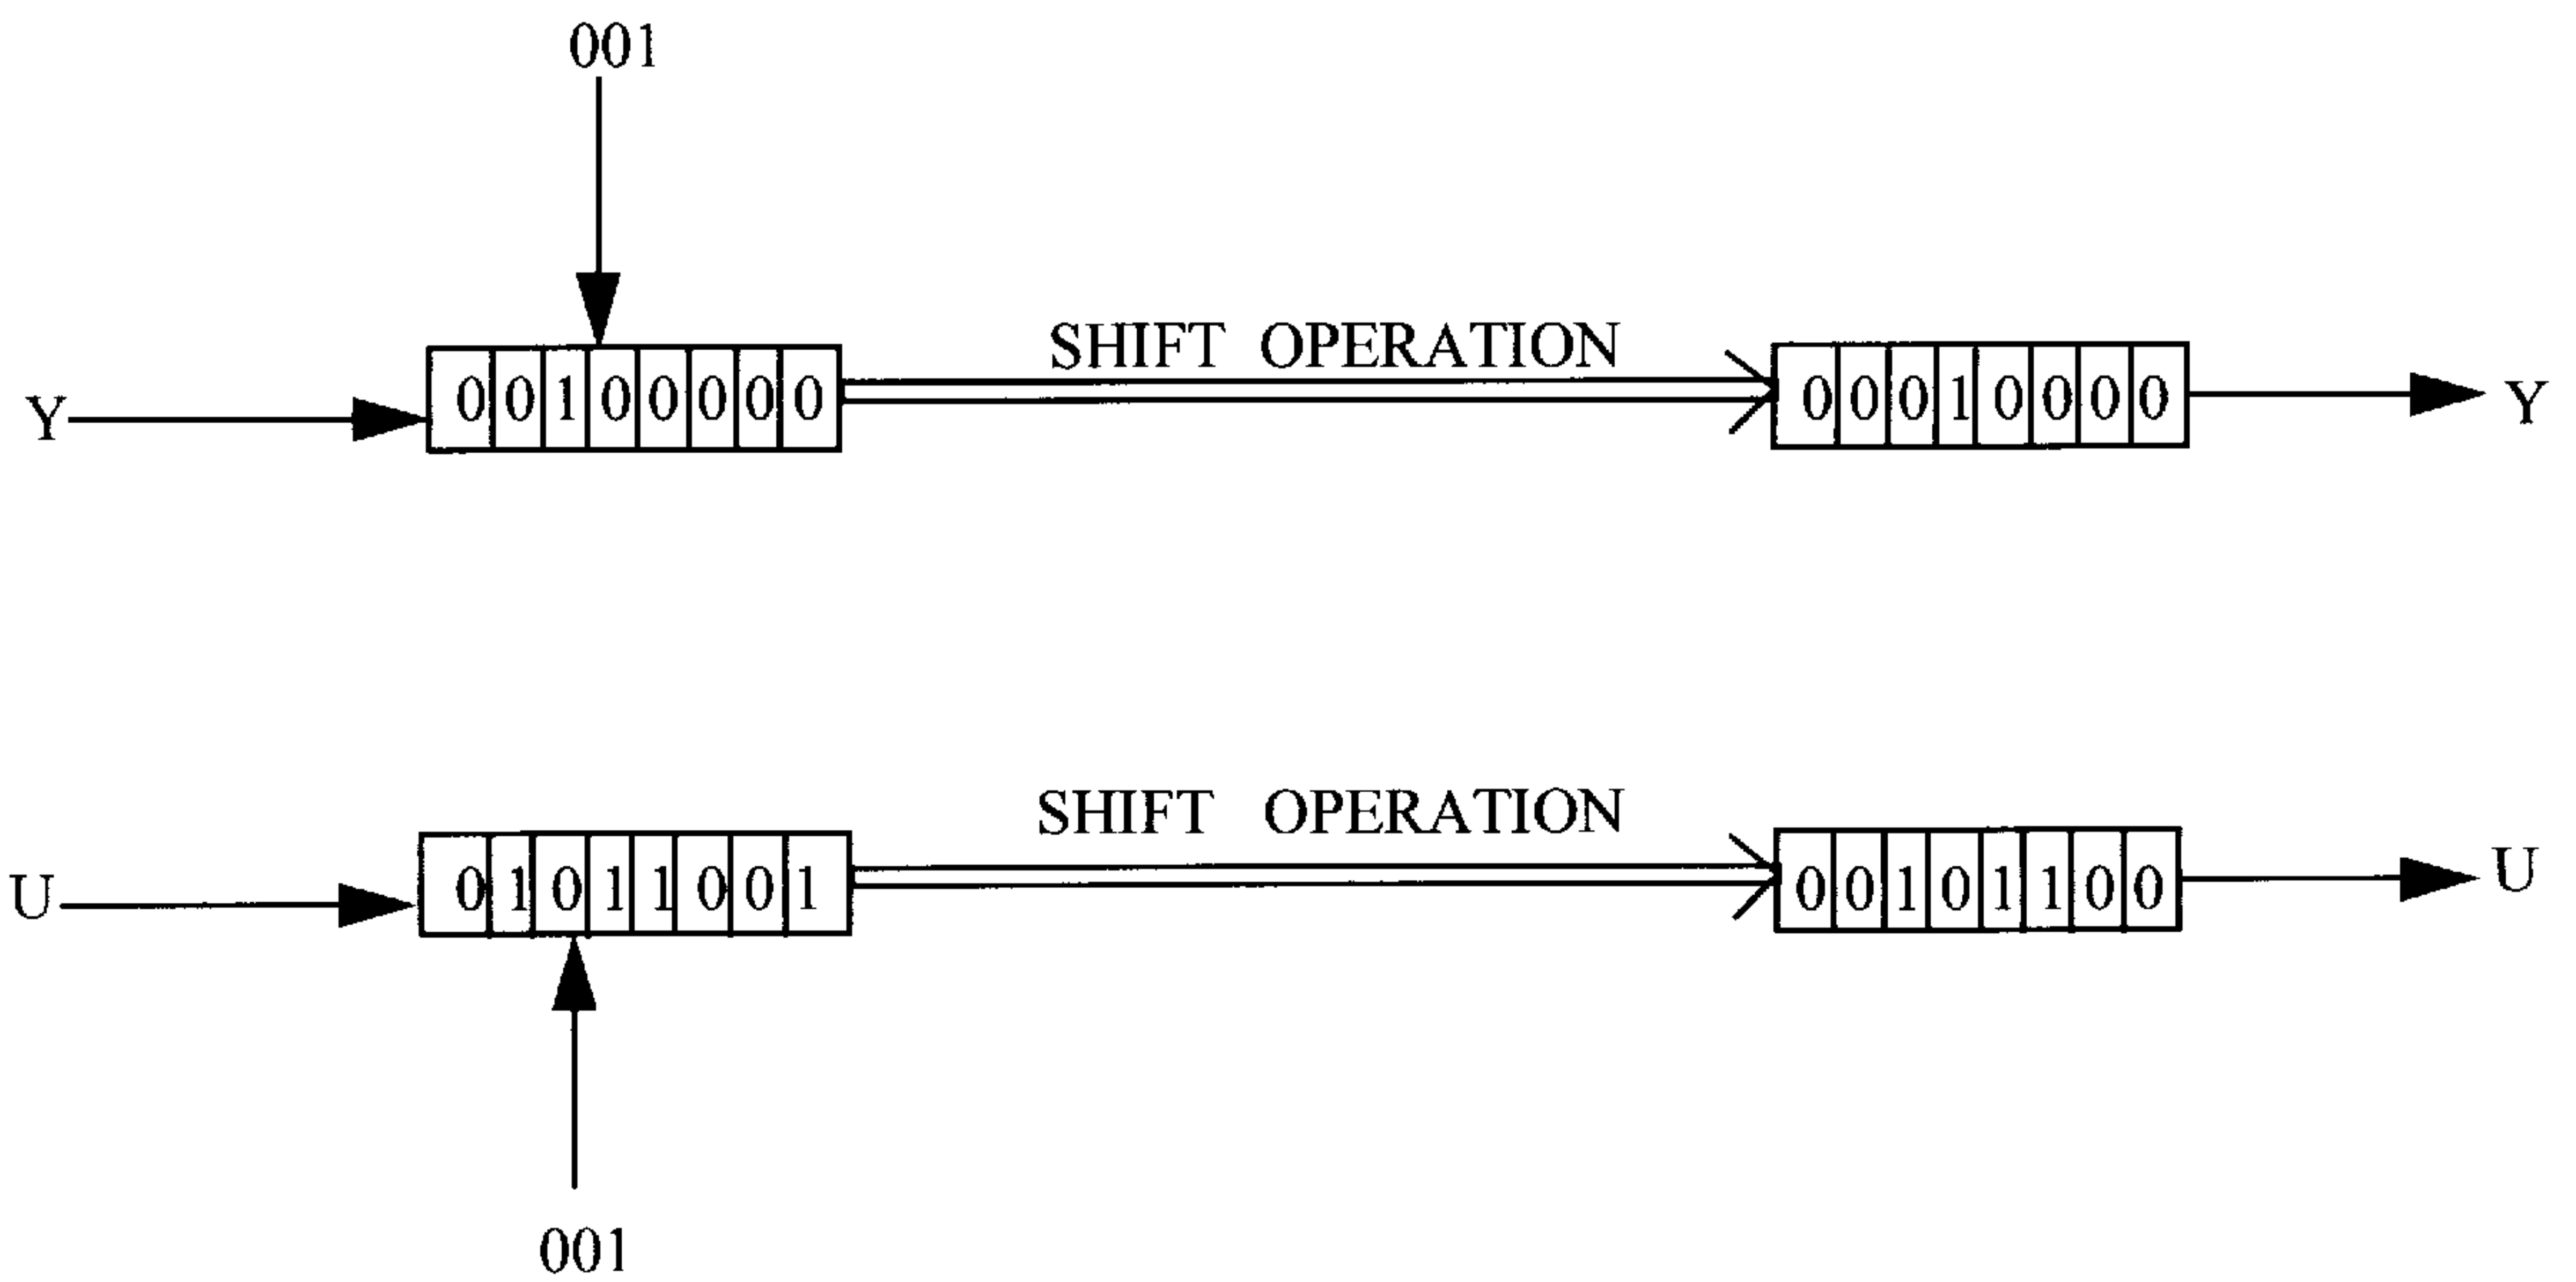 001
SHIFT OPERATION
Y 0 0 1 0 0 0 0 0 0 0 0 1 0 0 0 0 Y
SHIFT OPERATION
U 0 1 0 1 1 0 0 1 0 0 1 0 1 1 0 0 U
001